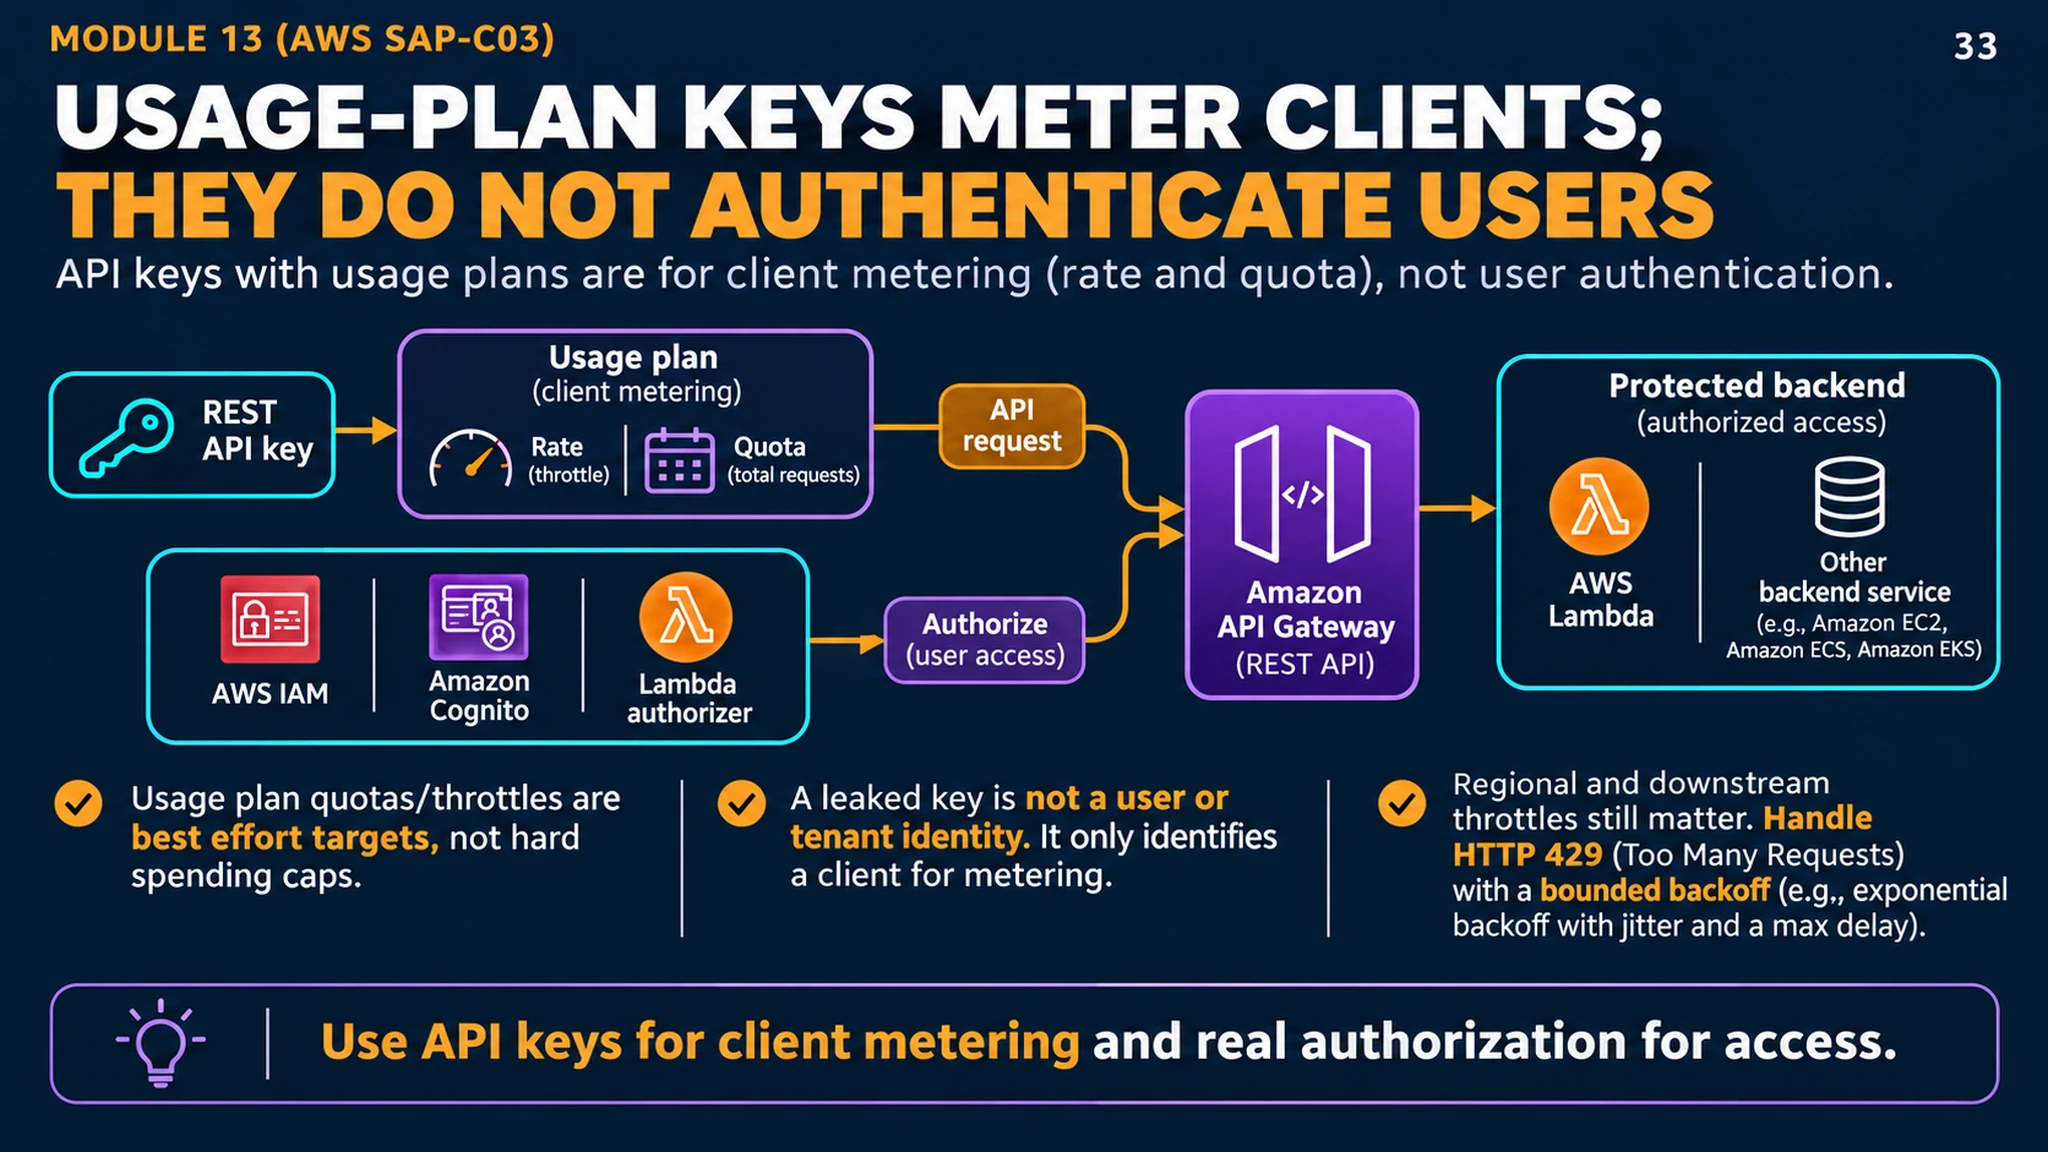 MODULE 13 (AWS SAP-C03)
33
USAGE-PLAN KEYS METER CLIENTS;
THEY DO NOT AUTHENTICATE USERS
API keys with usage plans are for client metering (rate and quota), not user authentication.
REST
API key
Usage plan
(client metering)
Rate
(throttle)
Quota
(total requests)
API
request
AWS IAM
Amazon
Cognito
Lambda
authorizer
Authorize
(user access)
</>
Amazon
API Gateway
(REST API)
Protected backend
(authorized access)
AWS
Lambda
Other
backend service
(e.g., Amazon EC2,
Amazon ECS, Amazon EKS)
Usage plan quotas/throttles are
best effort targets, not hard
spending caps.
A leaked key is not a user or
tenant identity. It only identifies
a client for metering.
Regional and downstream
throttles still matter. Handle
HTTP 429 (Too Many Requests)
with a bounded backoff (e.g., exponential
backoff with jitter and a max delay).
Use API keys for client metering and real authorization for access.